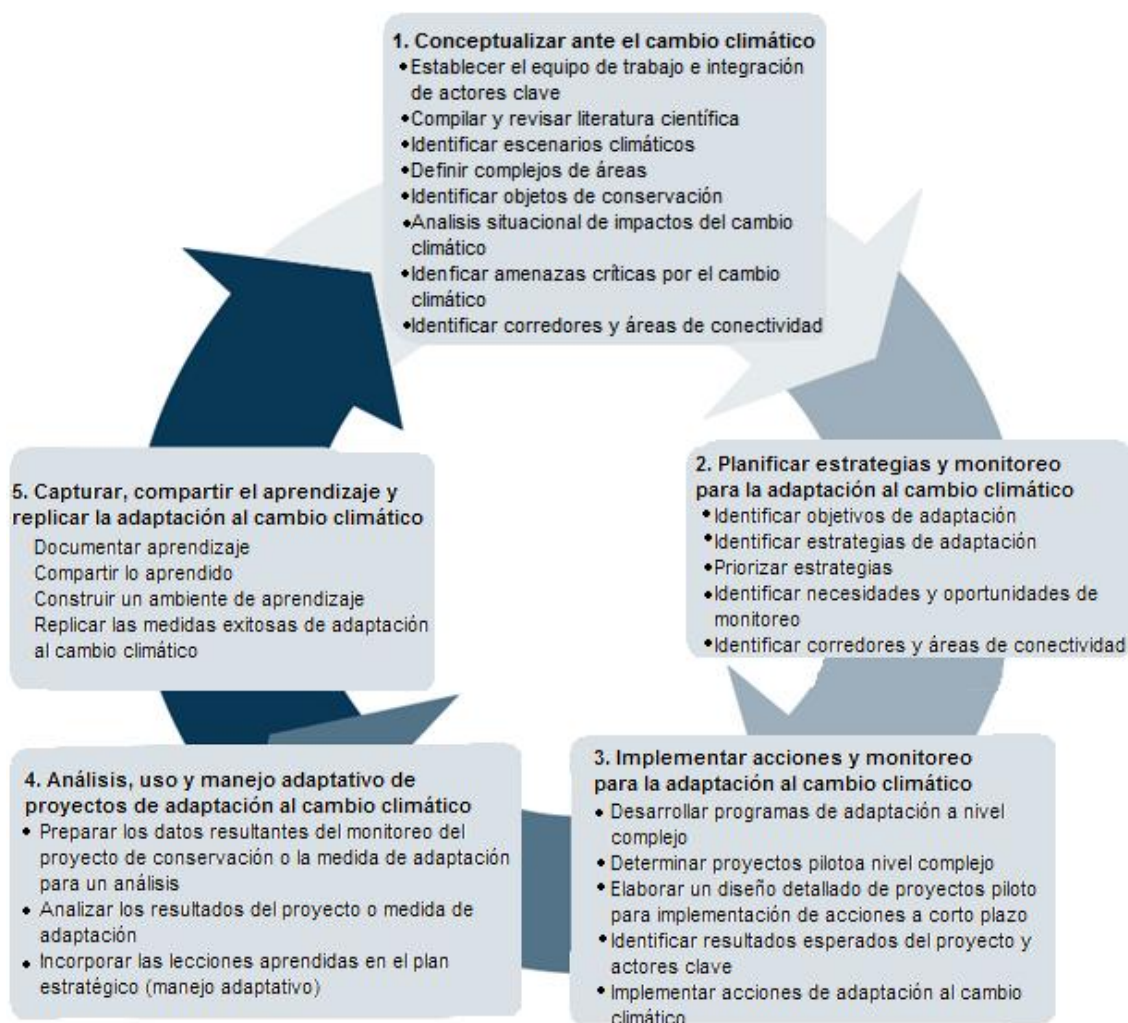 1. Conceptualizar ante el cambio climático
•Establecer el equipo de trabajo e integración
de actores clave
•Compilar y revisar literatura científica
•Identificar escenarios climáticos
•Definir complejos de áreas
•Identificar objetos de conservación
•Analisis situacional de impactos del cambio
climático
•Idenficar amenazas críticas por el cambio
climático
•Identificar corredores y áreas de conectividad
2. Planificar estrategias y monitoreo
para la adaptación al cambio climático
•Identificar objetivos de adaptación
•Identificar estrategias de adaptación
•Priorizar estrategias
•Identificar necesidades y oportunidades de
monitoreo
•Identificar corredores y áreas de conectividad
3. Implementar acciones y monitoreo
para la adaptación al cambio climático
• Desarrollar programas de adaptación a nivel
complejo
• Determinar proyectos pilotoa nivel complejo
• Elaborar un diseño detallado de proyectos piloto
para implementación de acciones a corto plazo
• Identificar resultados esperados del proyecto y
actores clave
• Implementar acciones de adaptación al cambio
climático
4. Análisis, uso y manejo adaptativo de
proyectos de adaptación al cambio climático
• Preparar los datos resultantes del monitoreo del
proyecto de conservación o la medida de adaptación
para un análisis
• Analizar los resultados del proyecto o medida de
adaptación
• Incorporar las lecciones aprendidas en el plan
estratégico (manejo adaptativo)
5. Capturar, compartir el aprendizaje y
replicar la adaptación al cambio climático
Documentar aprendizaje
Compartir lo aprendido
Construir un ambiente de aprendizaje
Replicar las medidas exitosas de adaptación
al cambio climático